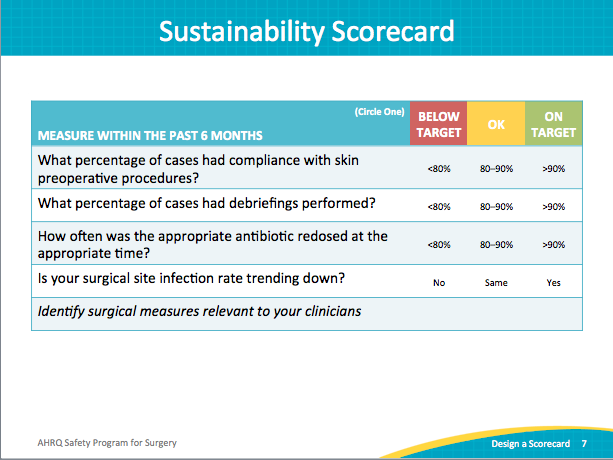 Sustainability Scorecard
(Circle One)
MEASURE WITHIN THE PAST 6 MONTHS
BELOW TARGET
OK
ON TARGET
What percentage of cases had compliance with skin
preoperative procedures?
<80% 80–90% >90%
What percentage of cases had debriefings performed?
<80% 80–90% >90%
How often was the appropriate antibiotic redosed at the
appropriate time?
<80% 80–90% >90%
Is your surgical site infection rate trending down?
No Same Yes
Identify surgical measures relevant to your clinicians
AHRQ Safety Program for Surgery
Design a Scorecard 7